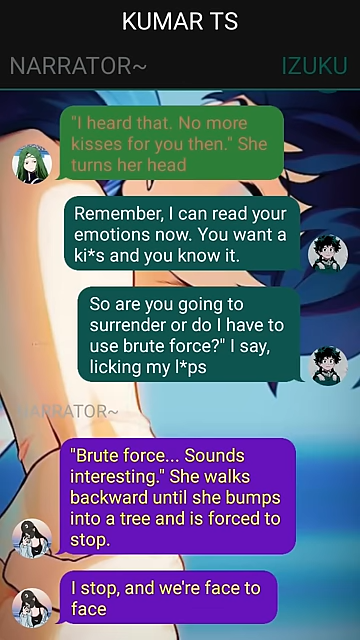 KUMAR TS
NARRATOR~ IZUKU
"I heard that. No more
kisses for you then." She
turns her head
Remember, I can read your
emotions now. You want a
ki*s and you know it.
So are you going to
surrender or do I have to
use brute force?" I say,
licking my l*ps
NARRATOR~
"Brute force... Sounds
interesting." She walks
backward until she bumps
into a tree and is forced to
stop.
I stop, and we're face to
face